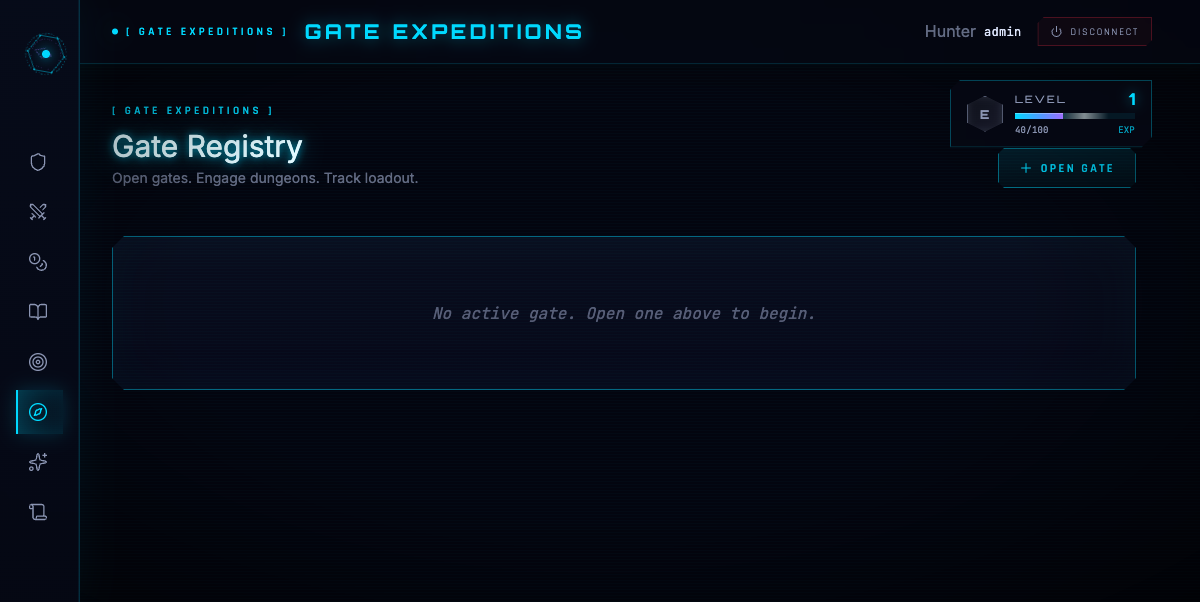 [ GATE EXPEDITIONS ] GATE EXPEDITIONS
Hunter admin
DISCONNECT
LEVEL 1
E
40/100 EXP
[ GATE EXPEDITIONS ]
Gate Registry
Open gates. Engage dungeons. Track loadout.
+ OPEN GATE
No active gate. Open one above to begin.